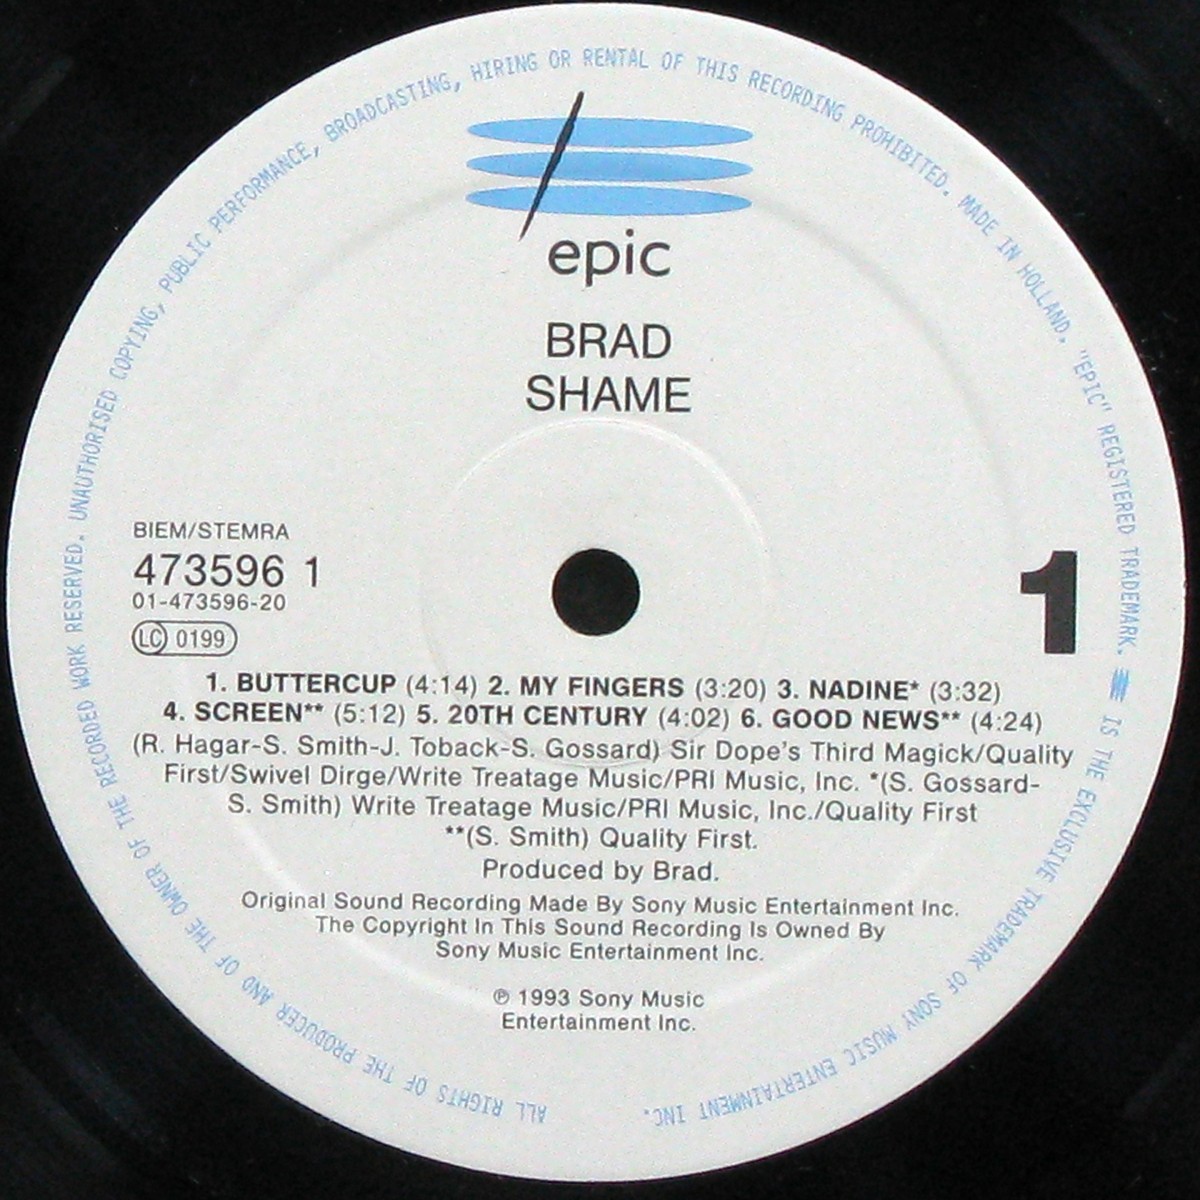 ALL RIGHTS OF THE PRODUCER AND OF THE OWNER OF THE RECORDED WORK RESERVED. UNAUTHORISED COPYING, PUBLIC PERFORMANCE, BROADCASTING, HIRING OR RENTAL OF THIS RECORDING PROHIBITED. MADE IN HOLLAND. "EPIC" REGISTERED TRADEMARK. IS THE EXCLUSIVE TRADEMARK OF SONY MUSIC ENTERTAINMENT INC.
epic
BRAD
SHAME
BIEM/STEMRA
473596 1
01-473596-20
LC 0199
1
1. BUTTERCUP (4:14) 2. MY FINGERS (3:20) 3. NADINE* (3:32)
4. SCREEN** (5:12) 5. 20TH CENTURY (4:02) 6. GOOD NEWS** (4:24)
(R. Hagar-S. Smith-J. Toback-S. Gossard) Sir Dope's Third Magick/Quality
First/Swivel Dirge/Write Treatage Music/PRI Music, Inc. *(S. Gossard-
S. Smith) Write Treatage Music/PRI Music, Inc./Quality First
**(S. Smith) Quality First.
Produced by Brad.
Original Sound Recording Made By Sony Music Entertainment Inc.
The Copyright In This Sound Recording Is Owned By
Sony Music Entertainment Inc.
℗ 1993 Sony Music
Entertainment Inc.